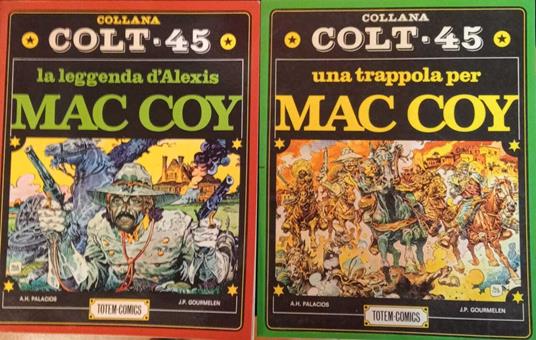 COLLANA
COLT-45
la leggenda d'Alexis
MAC COY
A.H. PALACIOS
J.P. GOURMELEN
TOTEM-COMICS
COLLANA
COLT-45
una trappola per
MAC COY
A.H. PALACIOS
J.P. GOURMELEN
TOTEM-COMICS